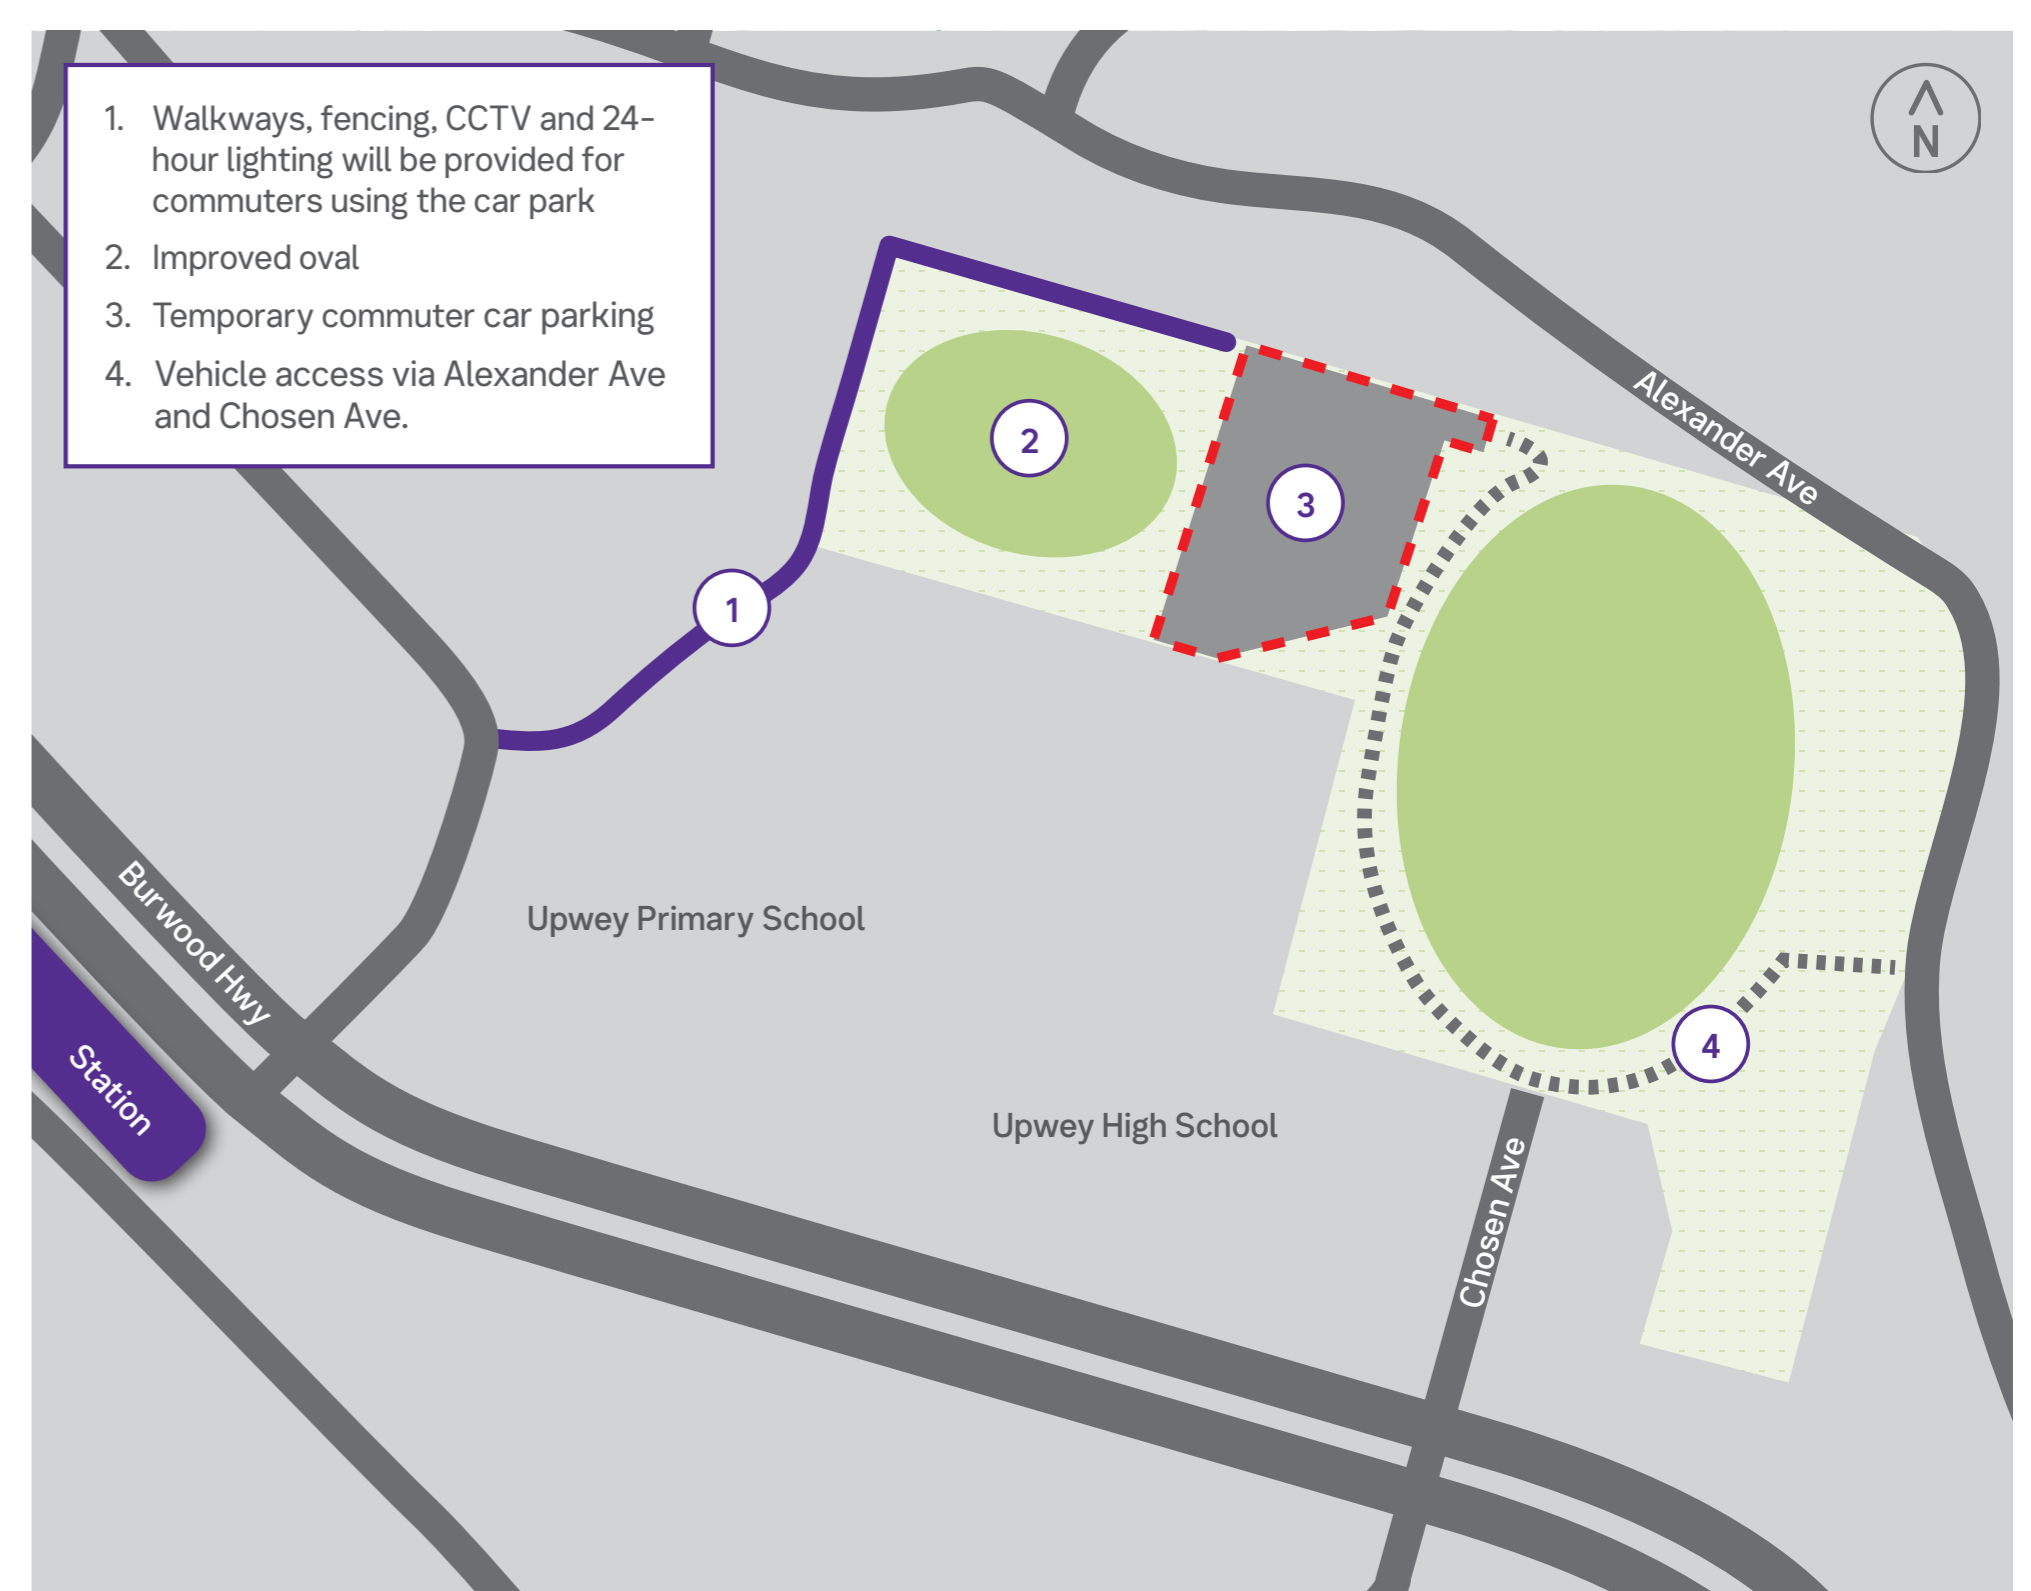 1. Walkways, fencing, CCTV and 24-
hour lighting will be provided for
commuters using the car park
2. Improved oval
3. Temporary commuter car parking
4. Vehicle access via Alexander Ave
and Chosen Ave.
N
Alexander Ave
2
3
1
Upwey Primary School
Burwood Hwy
Station
4
Upwey High School
Chosen Ave